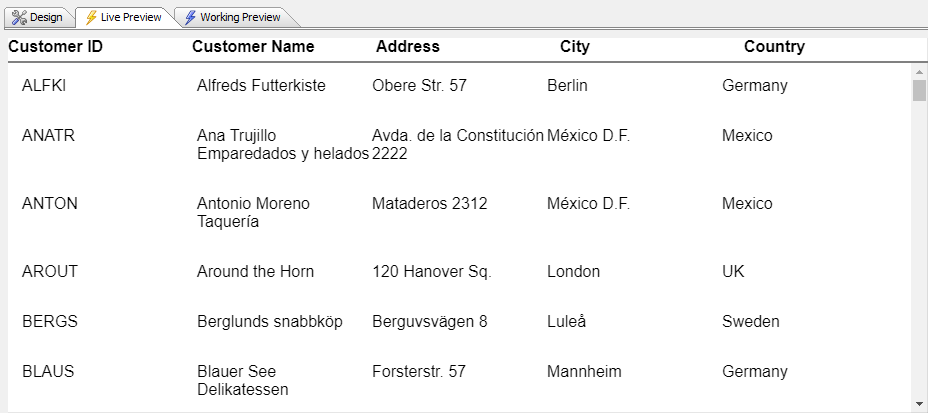 Design Live Preview Working Preview
Customer ID Customer Name Address City Country
ALFKI Alfreds Futterkiste Obere Str. 57 Berlin Germany
ANATR Ana Trujillo Avda. de la Constitución México D.F. Mexico
Emparedados y helados 2222
ANTON Antonio Moreno Mataderos 2312 México D.F. Mexico
Taquería
AROUT Around the Horn 120 Hanover Sq. London UK
BERGS Berglunds snabbköp Berguvsvägen 8 Luleå Sweden
BLAUS Blauer See Forsterstr. 57 Mannheim Germany
Delikatessen